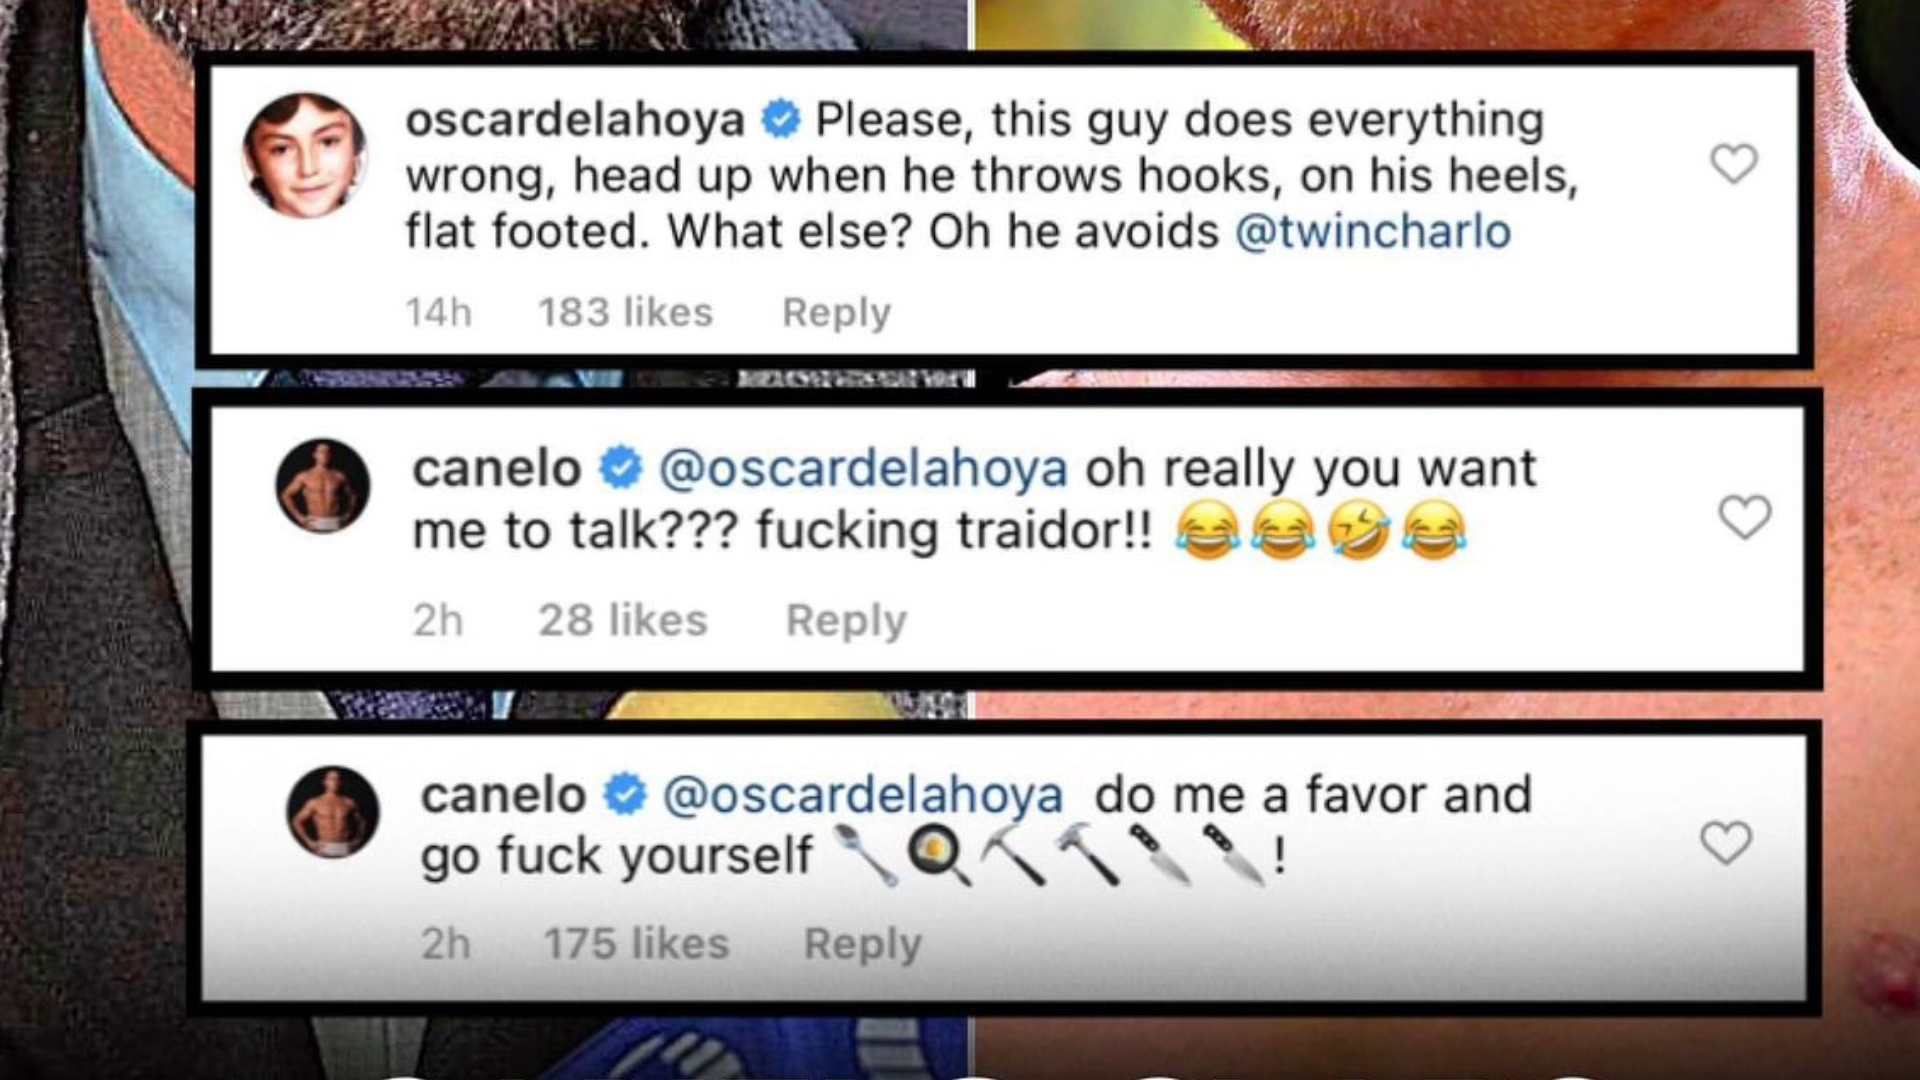 oscardelahoya Please, this guy does everything
wrong, head up when he throws hooks, on his heels,
flat footed. What else? Oh he avoids @twincharlo
14h 183 likes Reply
canelo @oscardelahoya oh really you want
me to talk??? fucking traidor!! 😂😂🤣😂
2h 28 likes Reply
canelo @oscardelahoya do me a favor and
go fuck yourself 🥄🍳⛏🔨🔪🔪!
2h 175 likes Reply